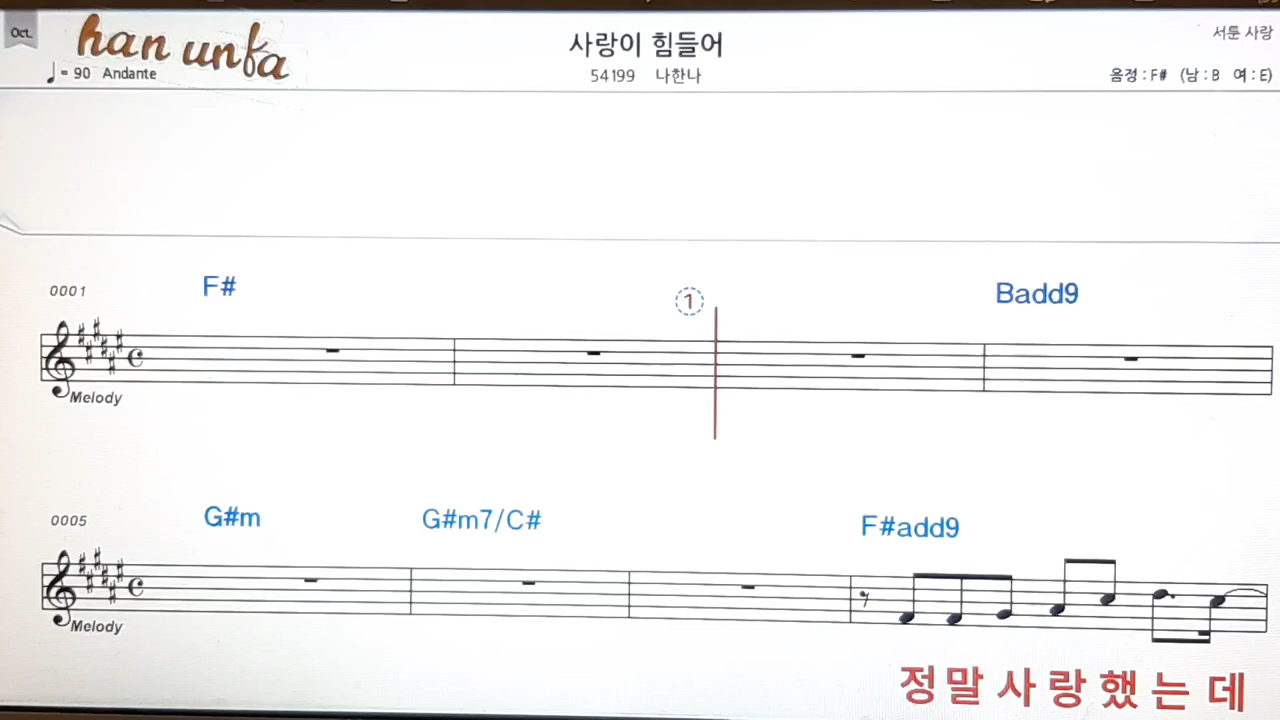 Oct.
han unfa
서툰 사랑
사랑이 힘들어
♩= 90 Andante
54199 나한나
음정 : F# (남 : B 여 : E)
0001
F#
1
Badd9
Melody
0005
G#m
G#m7/C#
F#add9
Melody
정말 사랑했는데